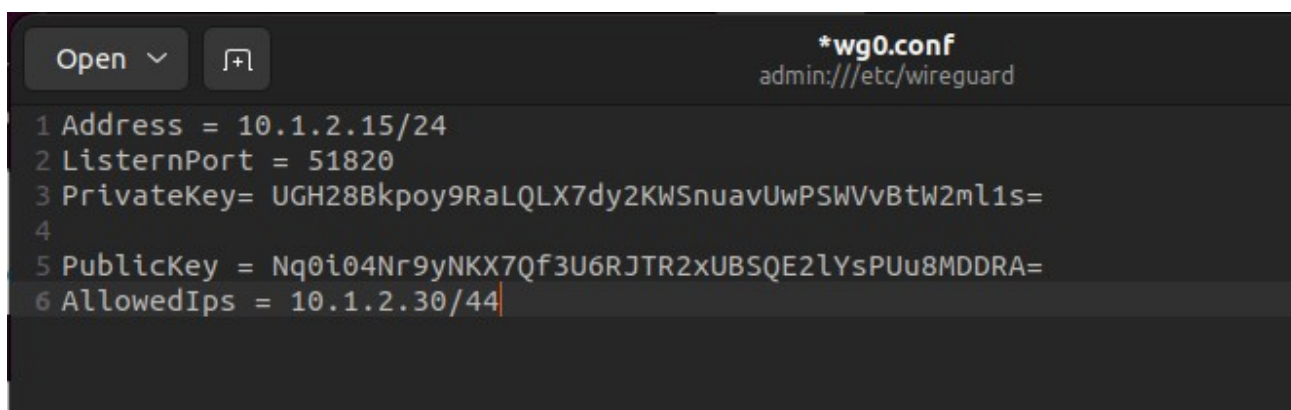 Open
*wg0.conf
admin:///etc/wireguard
1 Address = 10.1.2.15/24
2 ListernPort = 51820
3 PrivateKey= UGH28Bkpoy9RaLQLX7dy2KWSnuavUwPSWVvBtW2ml1s=
4
5 PublicKey = Nq0i04Nr9yNKX7Qf3U6RJTR2xUBSQE2lYsPUu8MDDRA=
6 AllowedIps = 10.1.2.30/44